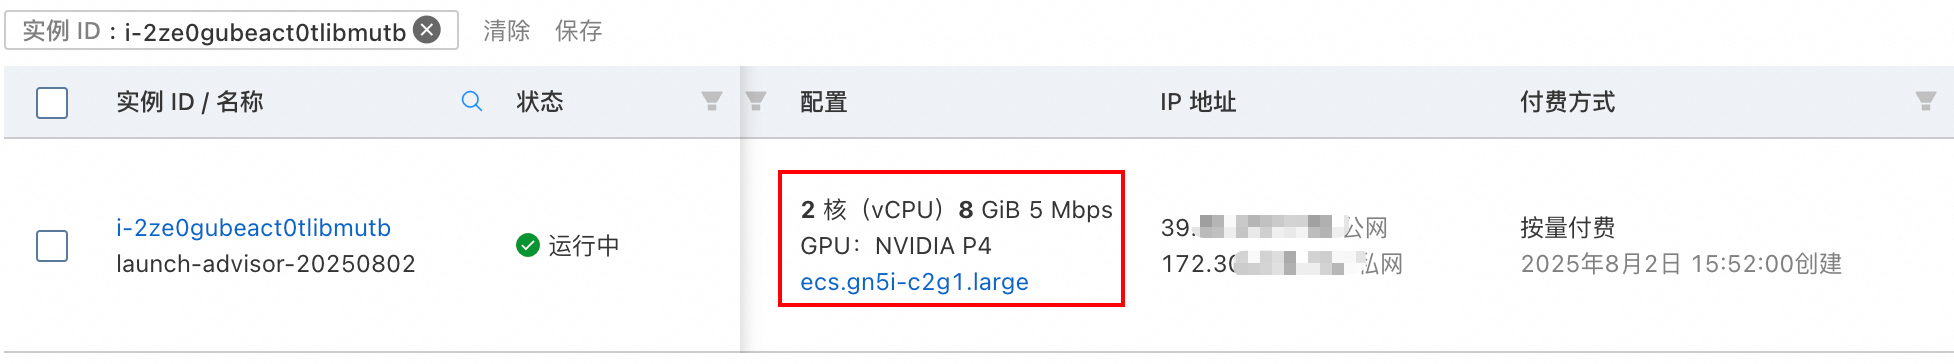 实例 ID : i-2ze0gubeact0tlibmutb 清除 保存
实例 ID / 名称 状态 配置 IP 地址 付费方式
i-2ze0gubeact0tlibmutb
launch-advisor-20250802
运行中
2 核（vCPU）8 GiB 5 Mbps
GPU：NVIDIA P4
ecs.gn5i-c2g1.large
39. 公网
172.30 私网
按量付费
2025年8月2日 15:52:00创建